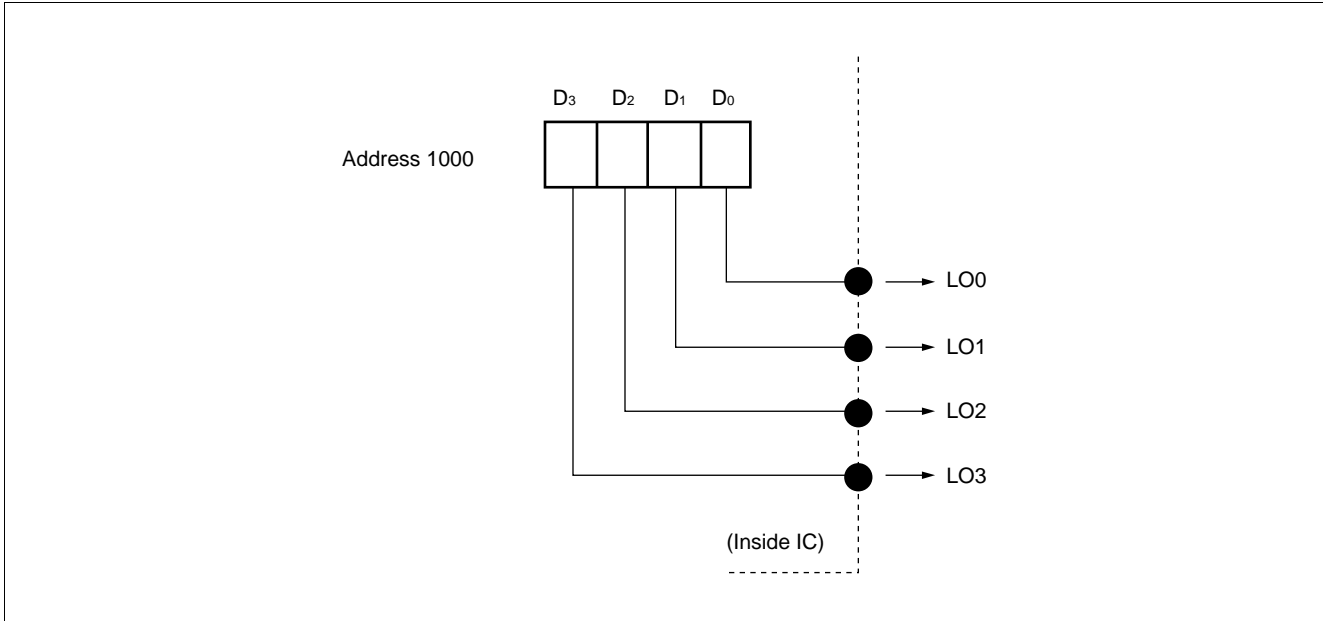 D₃ D₂ D₁ D₀
Address 1000
LO0
LO1
LO2
LO3
(Inside IC)